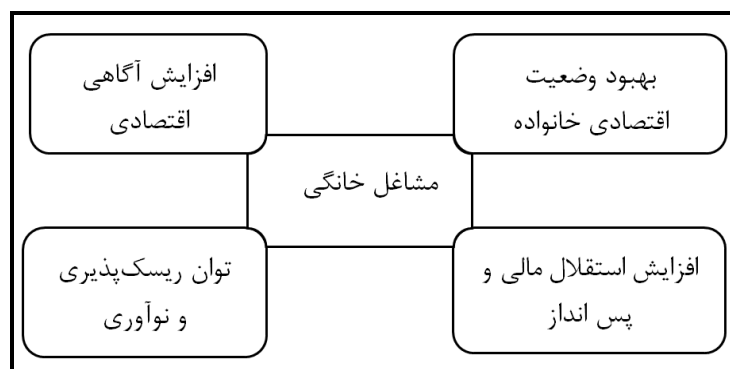 بهبود وضعیت
اقتصادی خانواده
افزایش آگاهی
اقتصادی
مشاغل خانگی
افزایش استقلال مالی و
پس انداز
توان ریسک‌پذیری
و نوآوری